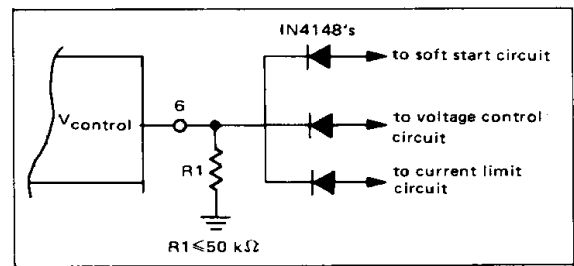 IN4148's
to soft start circuit
6
Vcontrol
to voltage control
circuit
R1
to current limit
circuit
R1⩽50 kΩ